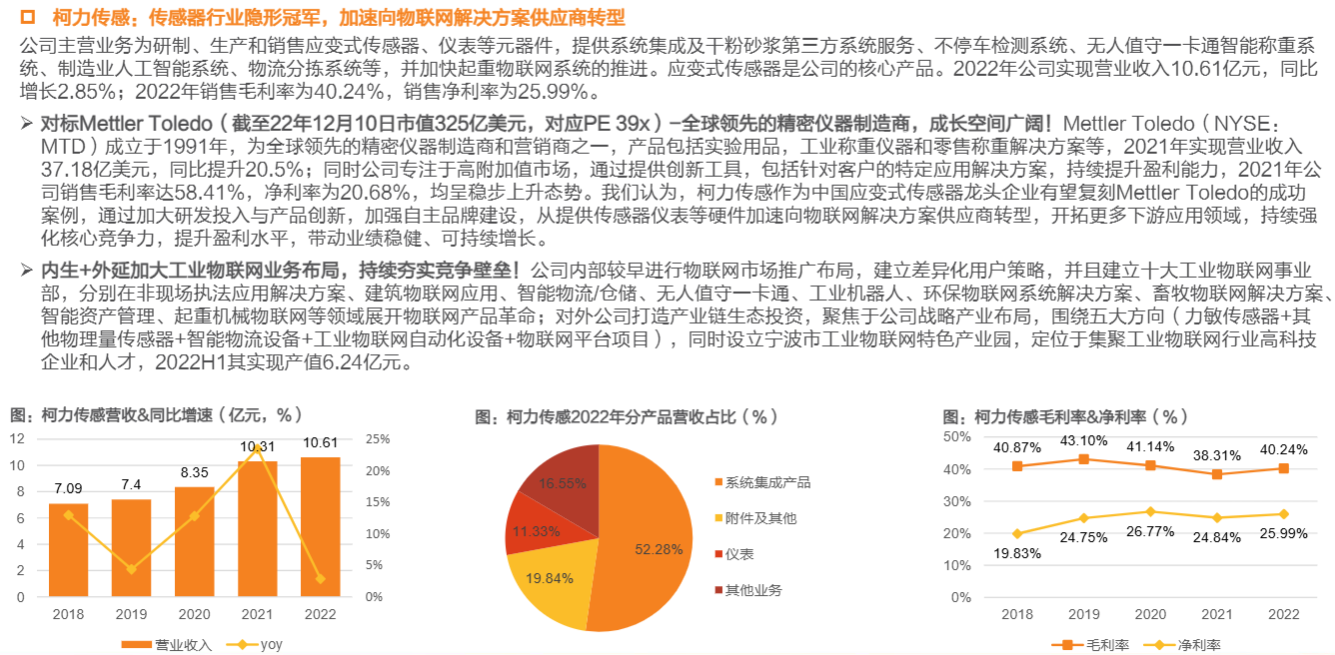 柯力传感：传感器行业隐形冠军，加速向物联网解决方案供应商转型
公司主营业务为研制、生产和销售应变式传感器、仪表等元器件，提供系统集成及干粉砂浆第三方系统服务、不停车检测系统、无人值守一卡通智能称重系
统、制造业人工智能系统、物流分拣系统等，并加快起重物联网系统的推进。应变式传感器是公司的核心产品。2022年公司实现营业收入10.61亿元，同比
增长2.85%；2022年销售毛利率为40.24%，销售净利率为25.99%。
➢ 对标Mettler Toledo（截至22年12月10日市值325亿美元，对应PE 39x）-全球领先的精密仪器制造商，成长空间广阔！Mettler Toledo（NYSE：
MTD）成立于1991年，为全球领先的精密仪器制造商和营销商之一，产品包括实验用品，工业称重仪器和零售称重解决方案等，2021年实现营业收入
37.18亿美元，同比提升20.5%；同时公司专注于高附加值市场，通过提供创新工具，包括针对客户的特定应用解决方案，持续提升盈利能力，2021年公
司销售毛利率达58.41%，净利率为20.68%，均呈稳步上升态势。我们认为，柯力传感作为中国应变式传感器龙头企业有望复刻Mettler Toledo的成功
案例，通过加大研发投入与产品创新，加强自主品牌建设，从提供传感器仪表等硬件加速向物联网解决方案供应商转型，开拓更多下游应用领域，持续强
化核心竞争力，提升盈利水平，带动业绩稳健、可持续增长。
➢ 内生+外延加大工业物联网业务布局，持续夯实竞争壁垒！公司内部较早进行物联网市场推广布局，建立差异化用户策略，并且建立十大工业物联网事业
部，分别在非现场执法应用解决方案、建筑物联网应用、智能物流/仓储、无人值守一卡通、工业机器人、环保物联网系统解决方案、畜牧物联网解决方案、
智能资产管理、起重机械物联网等领域展开物联网产品革命；对外公司打造产业链生态投资，聚焦于公司战略产业布局，围绕五大方向（力敏传感器+其
他物理量传感器+智能物流设备+工业物联网自动化设备+物联网平台项目），同时设立宁波市工业物联网特色产业园，定位于集聚工业物联网行业高科技
企业和人才，2022H1其实现产值6.24亿元。
图：柯力传感营收&同比增速（亿元，%）
12 25%
10 20%
8 15%
6 10%
4 5%
2 0%
0
7.09 7.4 8.35 10.31 10.61
2018 2019 2020 2021 2022
营业收入 yoy
图：柯力传感2022年分产品营收占比（%）
16.55%
11.33%
52.28%
19.84%
系统集成产品
附件及其他
仪表
其他业务
图：柯力传感毛利率&净利率（%）
50%
40%
30%
20%
10%
0%
40.87% 43.10% 41.14% 38.31% 40.24%
19.83% 24.75% 26.77% 24.84% 25.99%
2018 2019 2020 2021 2022
毛利率 净利率